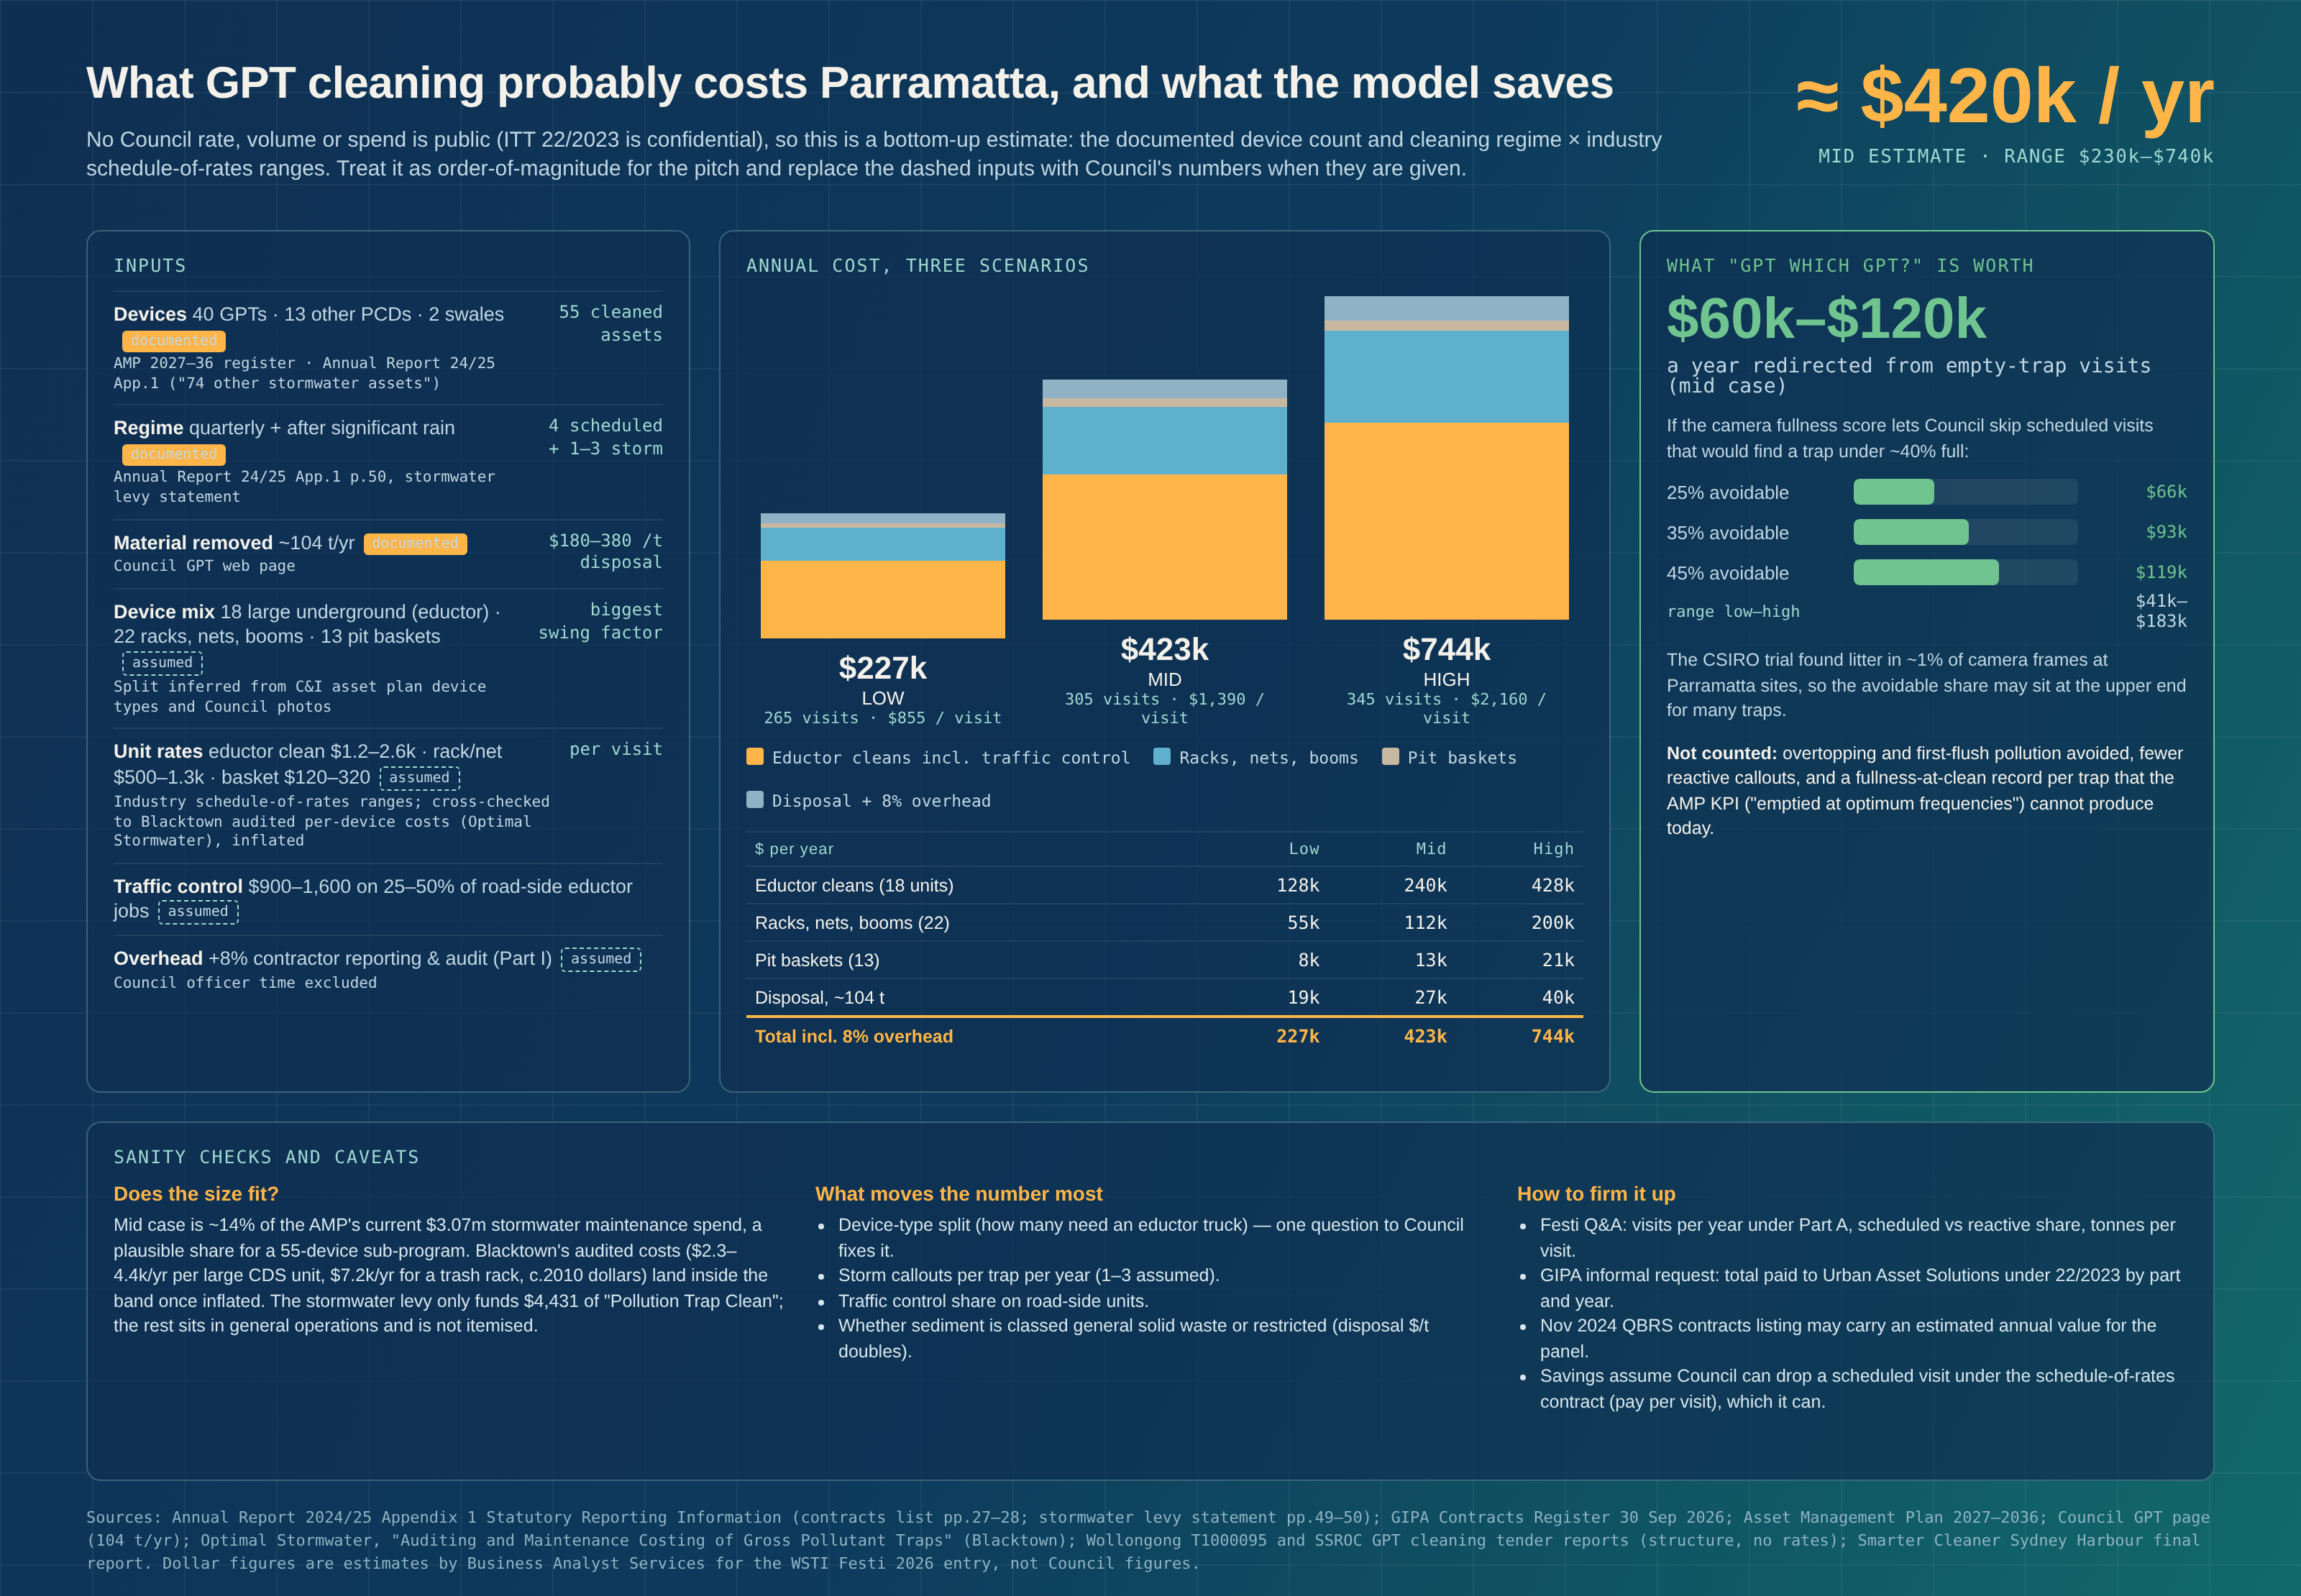 What GPT cleaning probably costs Parramatta, and what the model saves
No Council rate, volume or spend is public (ITT 22/2023 is confidential), so this is a bottom-up estimate: the documented device count and cleaning regime × industry
schedule-of-rates ranges. Treat it as order-of-magnitude for the pitch and replace the dashed inputs with Council's numbers when they are given.
≈ $420k / yr
MID ESTIMATE · RANGE $230k–$740k
INPUTS
Devices 40 GPTs · 13 other PCDs · 2 swales
documented
AMP 2027–36 register · Annual Report 24/25
App.1 ("74 other stormwater assets")
55 cleaned
assets
Regime quarterly + after significant rain
documented
Annual Report 24/25 App.1 p.50, stormwater
levy statement
4 scheduled
+ 1–3 storm
Material removed ~104 t/yr documented
Council GPT web page
$180–380 /t
disposal
Device mix 18 large underground (eductor) ·
22 racks, nets, booms · 13 pit baskets
assumed
Split inferred from C&I asset plan device
types and Council photos
biggest
swing factor
Unit rates eductor clean $1.2–2.6k · rack/net
$500–1.3k · basket $120–320 assumed
Industry schedule-of-rates ranges; cross-checked
to Blacktown audited per-device costs (Optimal
Stormwater), inflated
per visit
Traffic control $900–1,600 on 25–50% of road-side eductor
jobs assumed
Overhead +8% contractor reporting & audit (Part I) assumed
Council officer time excluded
ANNUAL COST, THREE SCENARIOS
$227k
LOW
265 visits · $855 / visit
$423k
MID
305 visits · $1,390 /
visit
$744k
HIGH
345 visits · $2,160 /
visit
Eductor cleans incl. traffic control
Racks, nets, booms
Pit baskets
Disposal + 8% overhead
$ per year Low Mid High
Eductor cleans (18 units) 128k 240k 428k
Racks, nets, booms (22) 55k 112k 200k
Pit baskets (13) 8k 13k 21k
Disposal, ~104 t 19k 27k 40k
Total incl. 8% overhead 227k 423k 744k
WHAT "GPT WHICH GPT?" IS WORTH
$60k–$120k
a year redirected from empty-trap visits
(mid case)
If the camera fullness score lets Council skip scheduled visits
that would find a trap under ~40% full:
25% avoidable $66k
35% avoidable $93k
45% avoidable $119k
range low–high $41k–
$183k
The CSIRO trial found litter in ~1% of camera frames at
Parramatta sites, so the avoidable share may sit at the upper end
for many traps.
Not counted: overtopping and first-flush pollution avoided, fewer
reactive callouts, and a fullness-at-clean record per trap that the
AMP KPI ("emptied at optimum frequencies") cannot produce
today.
SANITY CHECKS AND CAVEATS
Does the size fit?
Mid case is ~14% of the AMP's current $3.07m stormwater maintenance spend, a
plausible share for a 55-device sub-program. Blacktown's audited costs ($2.3–
4.4k/yr per large CDS unit, $7.2k/yr for a trash rack, c.2010 dollars) land inside the
band once inflated. The stormwater levy only funds $4,431 of "Pollution Trap Clean";
the rest sits in general operations and is not itemised.
What moves the number most
• Device-type split (how many need an eductor truck) — one question to Council
fixes it.
• Storm callouts per trap per year (1–3 assumed).
• Traffic control share on road-side units.
• Whether sediment is classed general solid waste or restricted (disposal $/t
doubles).
How to firm it up
• Festi Q&A: visits per year under Part A, scheduled vs reactive share, tonnes per
visit.
• GIPA informal request: total paid to Urban Asset Solutions under 22/2023 by part
and year.
• Nov 2024 QBRS contracts listing may carry an estimated annual value for the
panel.
• Savings assume Council can drop a scheduled visit under the schedule-of-rates
contract (pay per visit), which it can.
Sources: Annual Report 2024/25 Appendix 1 Statutory Reporting Information (contracts list pp.27–28; stormwater levy statement pp.49–50); GIPA Contracts Register 30 Sep 2026; Asset Management Plan 2027–2036; Council GPT page
(104 t/yr); Optimal Stormwater, "Auditing and Maintenance Costing of Gross Pollutant Traps" (Blacktown); Wollongong T1000095 and SSROC GPT cleaning tender reports (structure, no rates); Smarter Cleaner Sydney Harbour final
report. Dollar figures are estimates by Business Analyst Services for the WSTI Festi 2026 entry, not Council figures.